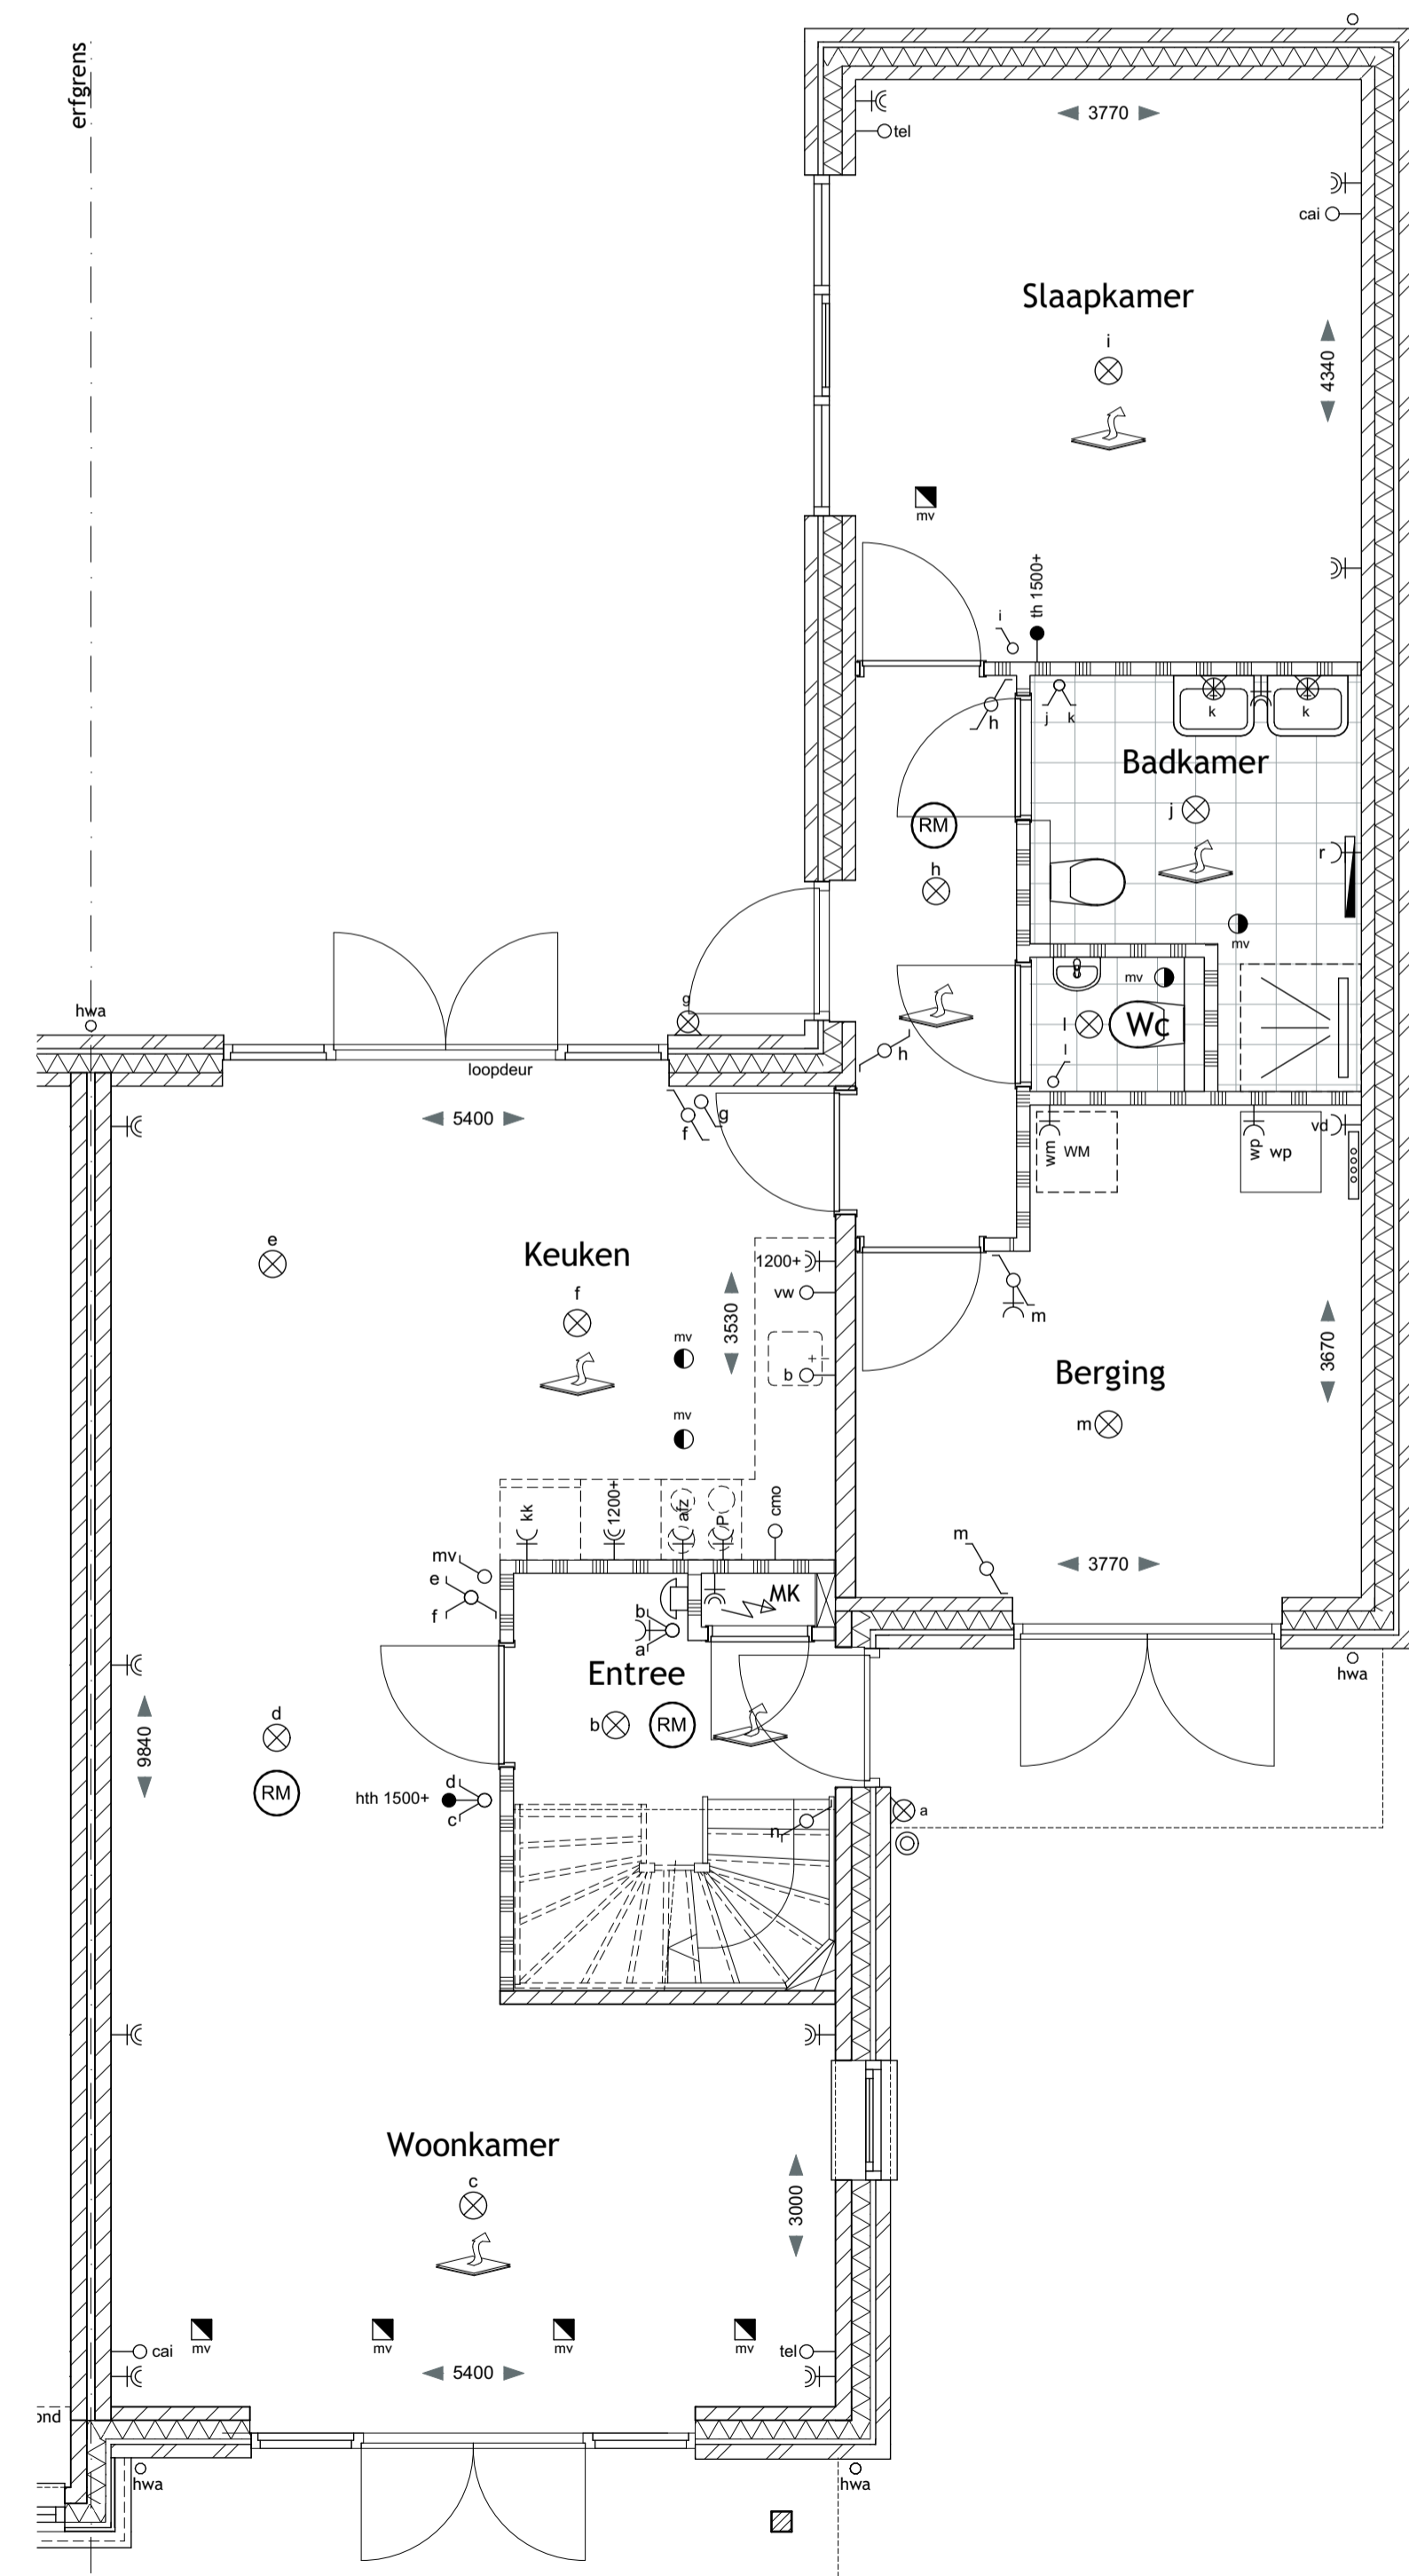 erfgrens
3770
tel
cai
Slaapkamer
i
4340
mv
th 1500+
i
h
j k
k k
Badkamer
j
RM
h
r
mv
hwa
g
mv
l
Wc
l
h
loopdeur
5400
f
g
wm WM
wp wp
vd
e
Keuken
f
mv
3530
1200+
vw
b
mv
m
Berging
m
3670
kk
1200+
afz
P
cmo
mv
e
f
MK
b
a
m
3770
Entree
b
RM
hwa
d
RM
9840
hth 1500+
d
c
n
a
Woonkamer
c
3000
mv mv mv mv
cai
tel
5400
ond
hwa
hwa